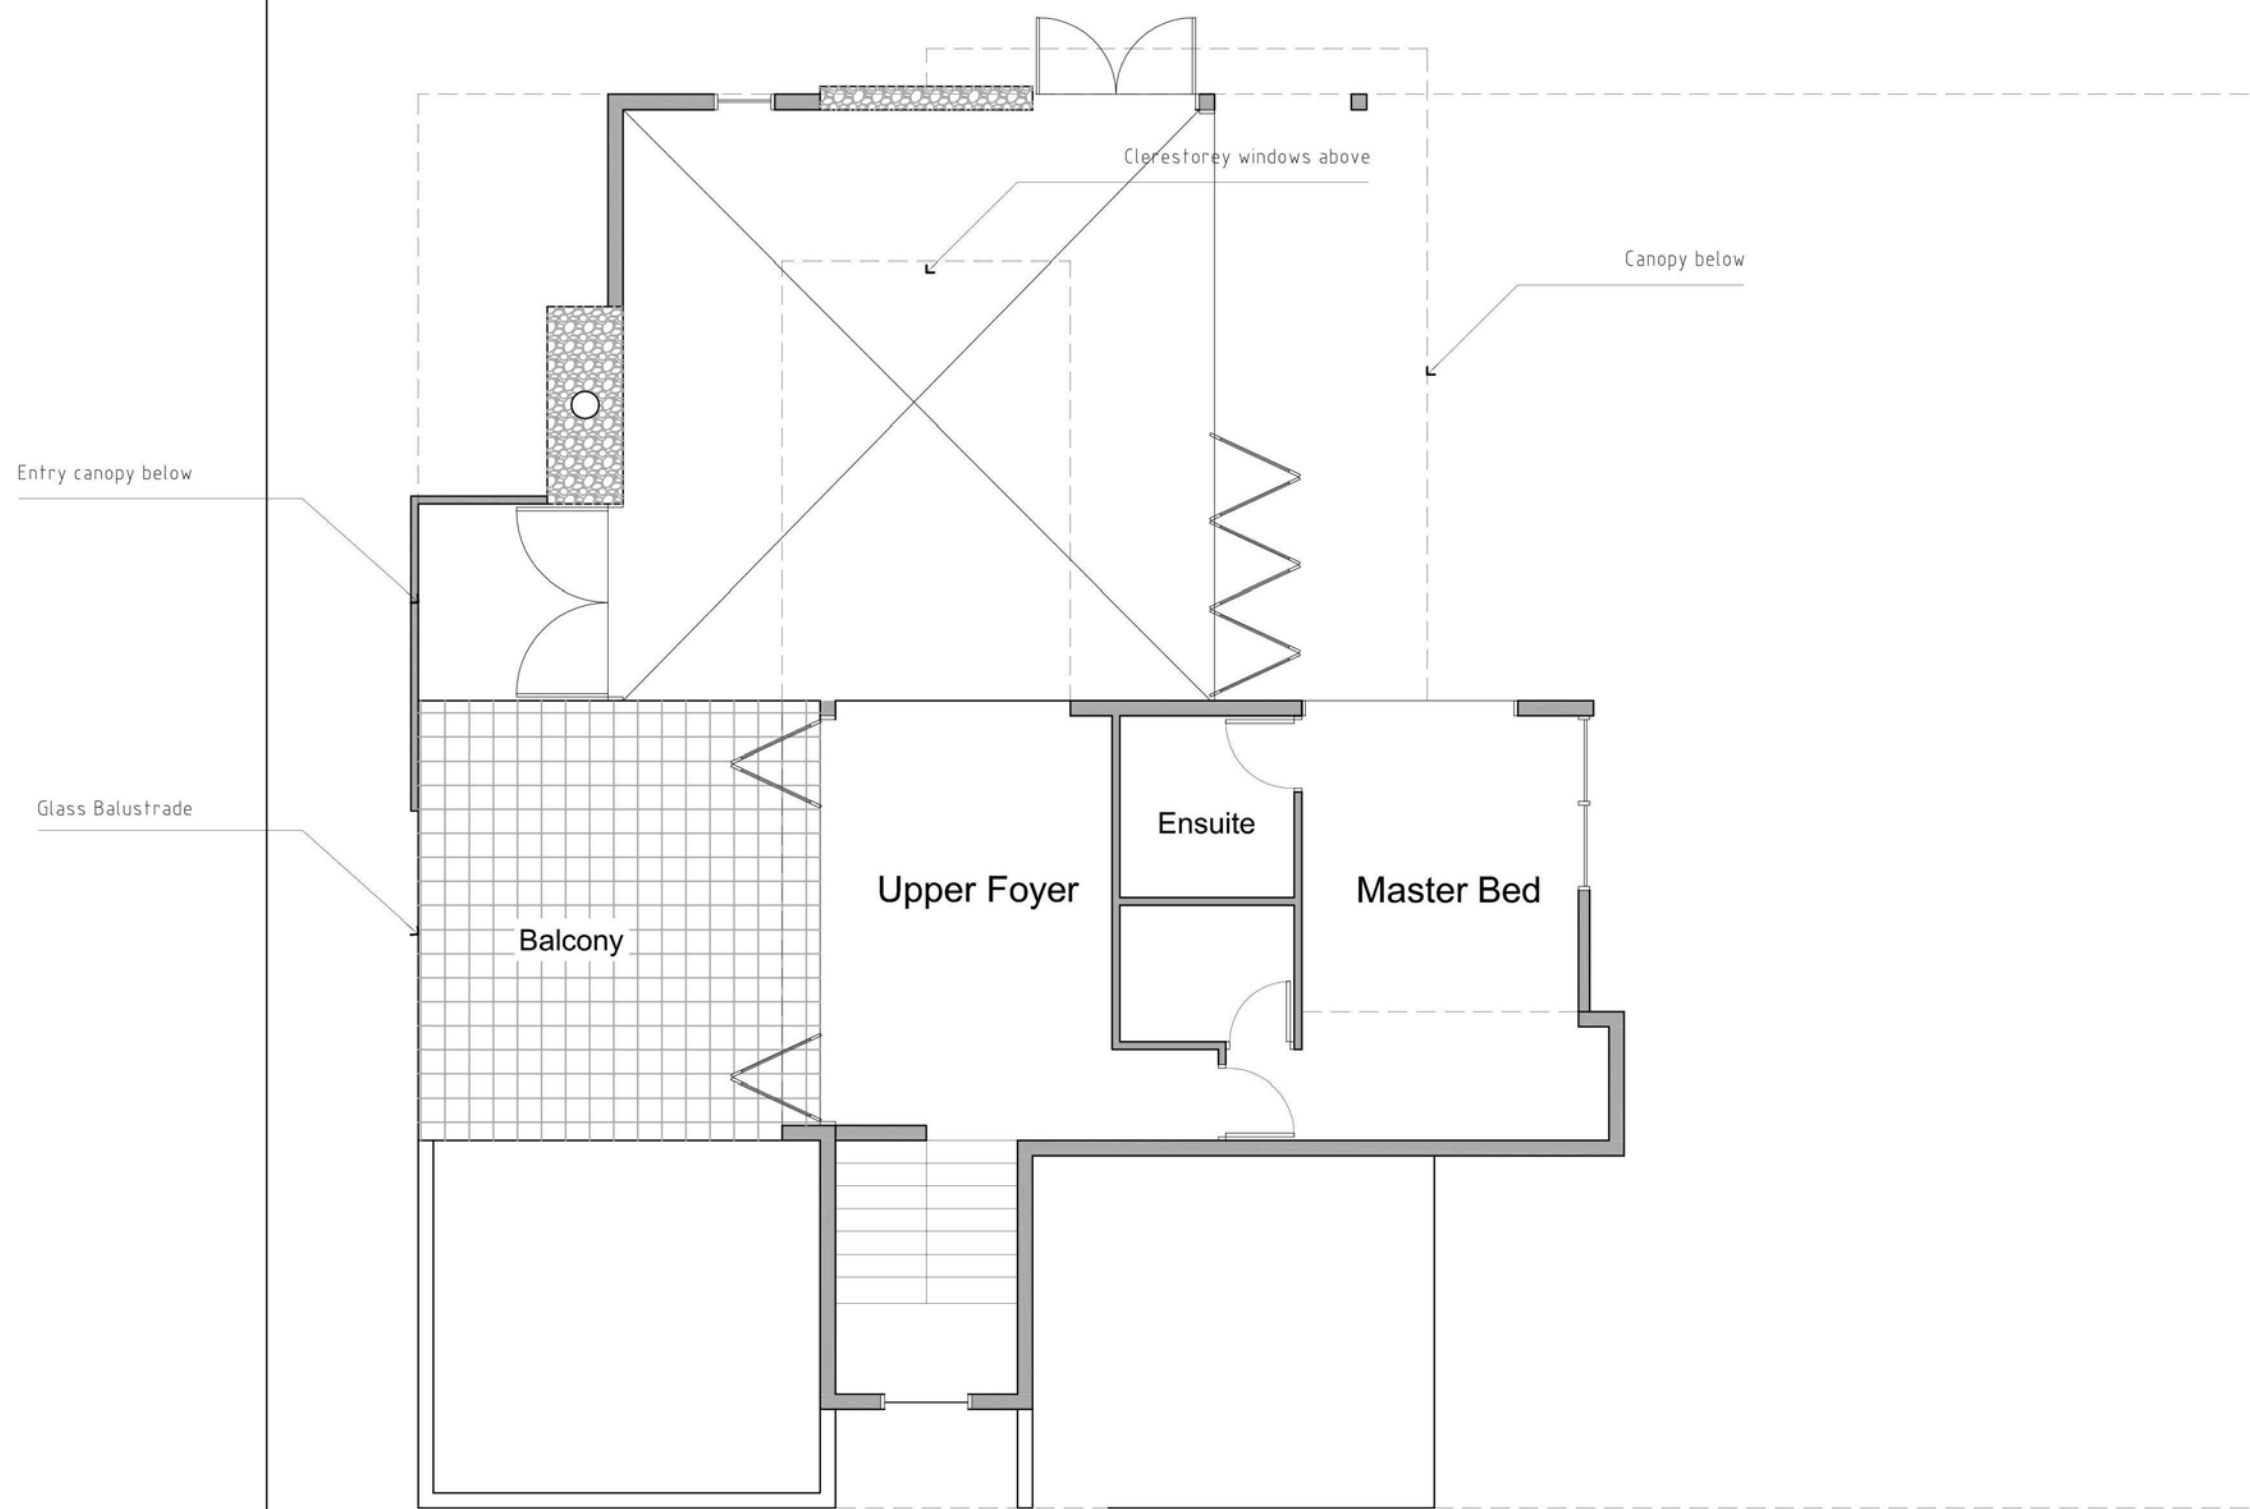 Clerestorey windows above
Canopy below
Entry canopy below
Glass Balustrade
Ensuite
Upper Foyer
Master Bed
Balcony